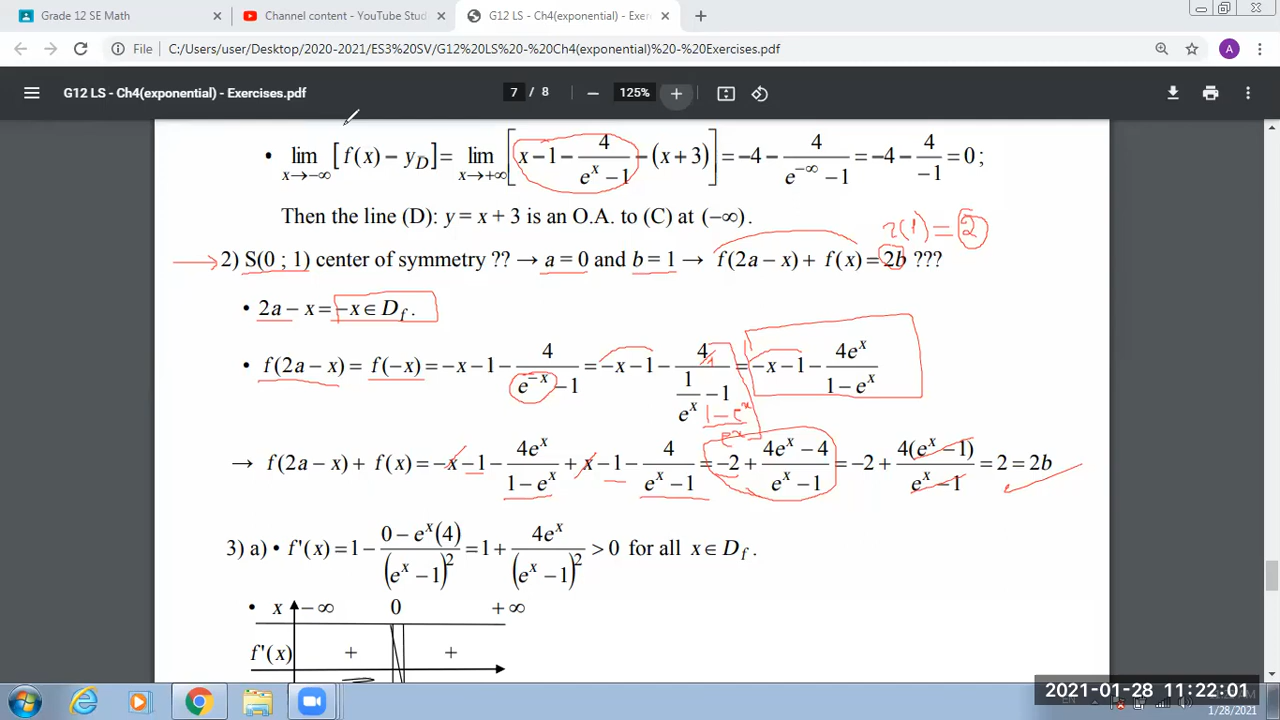 Grade 12 SE Math
Channel content - YouTube Stud
G12 LS - Ch4(exponential) - Exerc
File
C:/Users/user/Desktop/2020-2021/ES3%20SV/G12%20LS%20-%20Ch4(exponential)%20-%20Exercises.pdf
A
G12 LS - Ch4(exponential) - Exercises.pdf
7 / 8
125%
• lim x→−∞ [f(x) − y_D] = lim x→+∞ [x − 1 − 4/(e^x − 1) − (x + 3)] = −4 − 4/(e^−∞ − 1) = −4 − 4/−1 = 0 ;
Then the line (D): y = x + 3 is an O.A. to (C) at (−∞).
2(1) = 2
2) S(0 ; 1) center of symmetry ?? → a = 0 and b = 1 → f(2a − x) + f(x) = 2b ???
• 2a − x = −x ∈ D_f .
• f(2a − x) = f(−x) = −x − 1 − 4/(e^−x − 1) = −x − 1 − 4/(1/e^x − 1) = −x − 1 − 4e^x/(1 − e^x)
1
1 − e^x
e^x
→ f(2a − x) + f(x) = −x − 1 − 4e^x/(1 − e^x) + x − 1 − 4/(e^x − 1) = −2 + (4e^x − 4)/(e^x − 1) = −2 + 4(e^x − 1)/(e^x − 1) = 2 = 2b
3) a) • f'(x) = 1 − (0 − e^x(4))/(e^x − 1)^2 = 1 + 4e^x/(e^x − 1)^2 > 0 for all x ∈ D_f .
• x −∞ 0 +∞
f'(x) + +
2021-01-28 11:22:01
1/28/2021